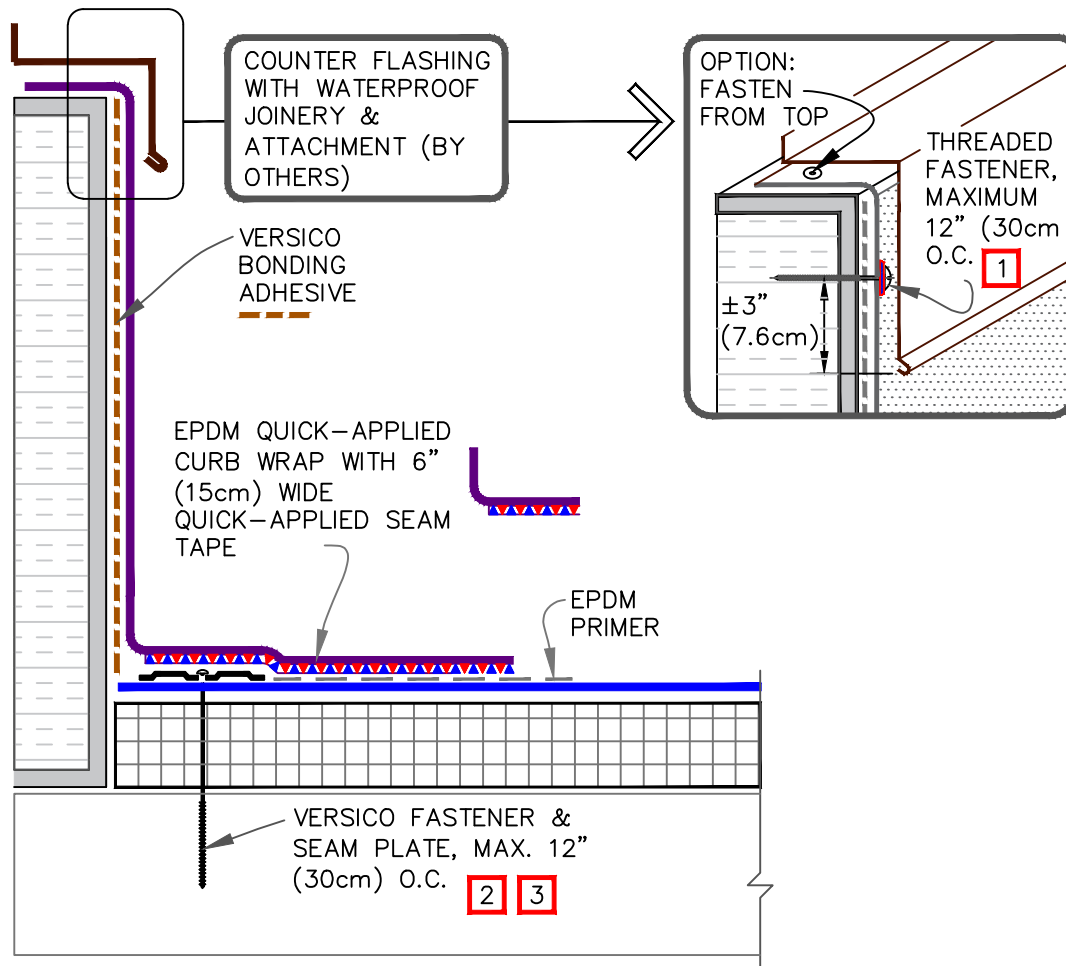 COUNTER FLASHING
WITH WATERPROOF
JOINERY &
ATTACHMENT (BY
OTHERS)
OPTION:
FASTEN
FROM TOP
THREADED
FASTENER,
MAXIMUM
12” (30cm
O.C. 1
±3”
(7.6cm)
VERSICO
BONDING
ADHESIVE
EPDM QUICK–APPLIED
CURB WRAP WITH 6”
(15cm) WIDE
QUICK–APPLIED SEAM
TAPE
EPDM
PRIMER
VERSICO FASTENER &
SEAM PLATE, MAX. 12”
(30cm) O.C. 2 3